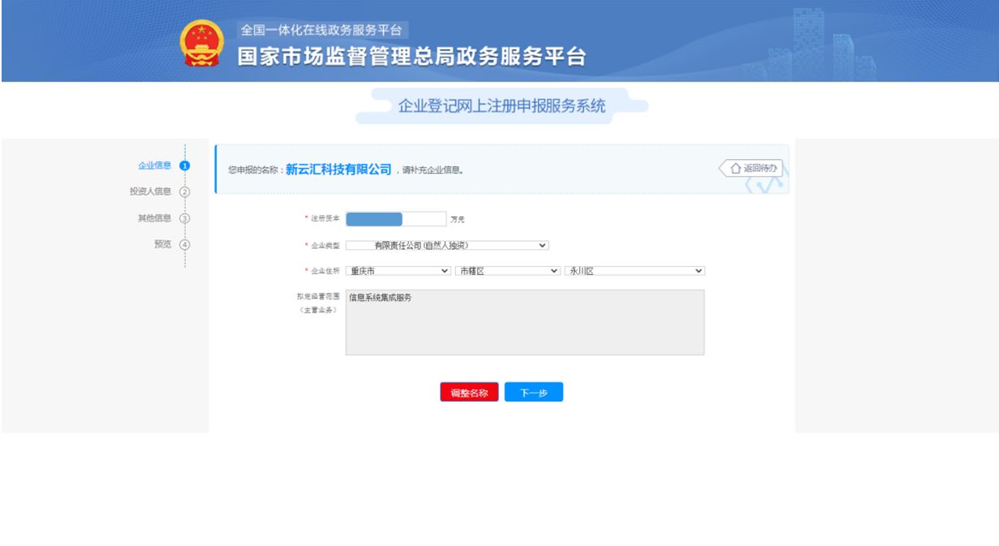 全国一体化在线政务服务平台
国家市场监督管理总局政务服务平台
企业登记网上注册申报服务系统
企业信息 1
投资人信息 2
其他信息 3
预览 4
您申报的名称：新云汇科技有限公司，请补充企业信息。
返回待办
* 注册资本 万元
* 企业类型 有限责任公司(自然人独资)
* 企业住所 重庆市 市辖区 永川区
拟定经营范围
（主营业务）
信息系统集成服务
调整名称 下一步